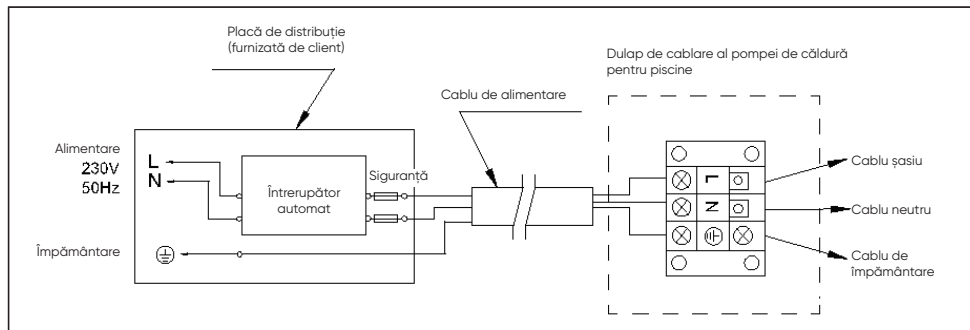 Placă de distribuție
(furnizată de client)
Dulap de cablare al pompei de căldură
pentru piscine
Cablu de alimentare
Alimentare
230V
50Hz
L
N
Întrerupător
automat
Siguranță
Împământare
L
N
Cablu șasiu
Cablu neutru
Cablu de
împământare